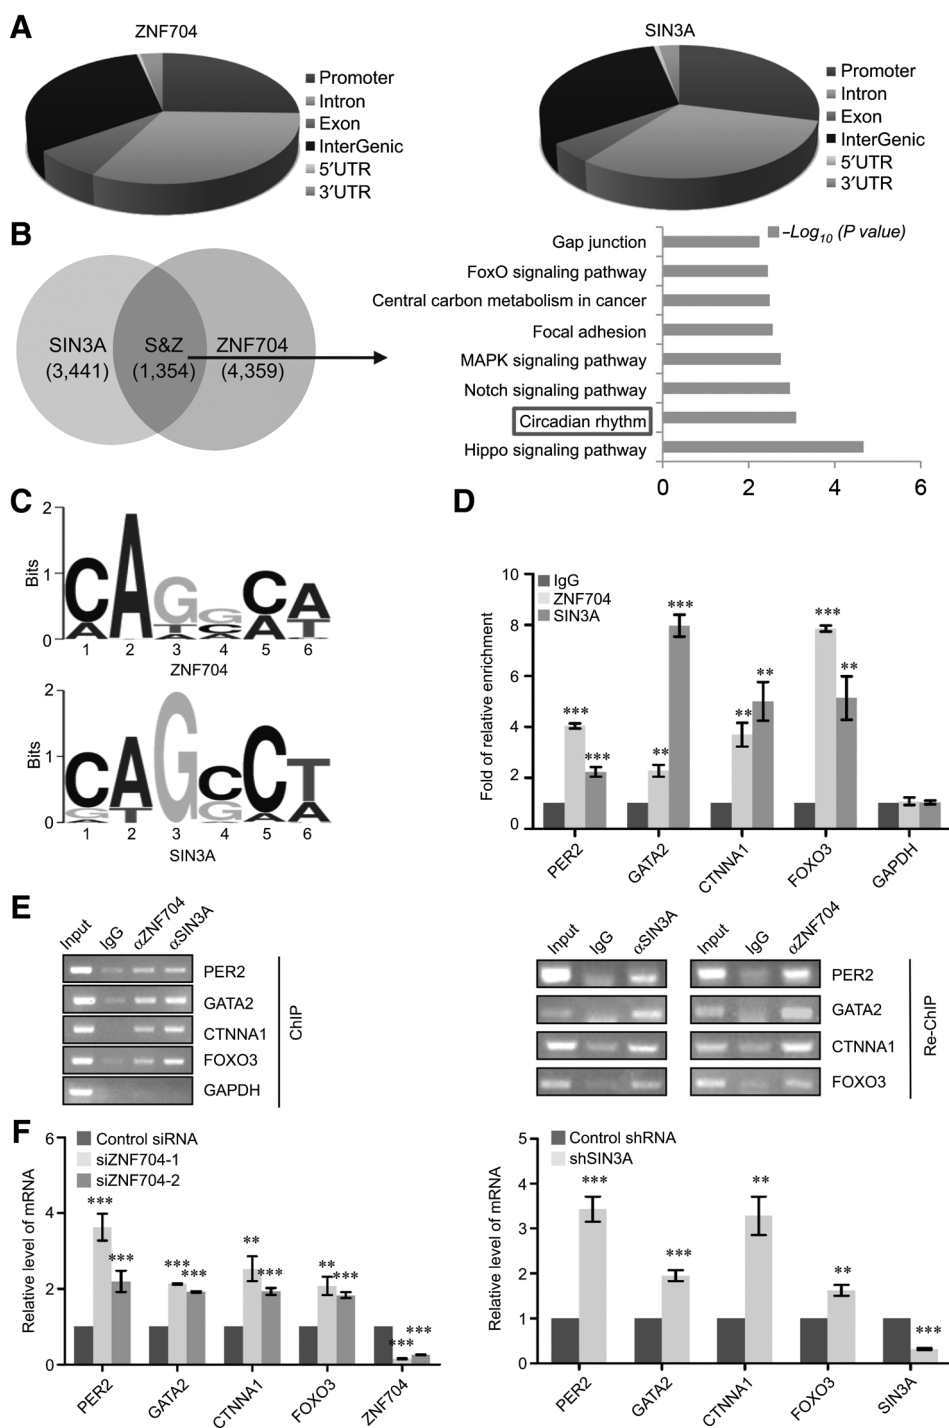 A
ZNF704
Promoter
Intron
Exon
InterGenic
5′UTR
3′UTR
SIN3A
Promoter
Intron
Exon
InterGenic
5′UTR
3′UTR
B
SIN3A
(3,441)
S&Z
(1,354)
ZNF704
(4,359)
–Log10 (P value)
Gap junction
FoxO signaling pathway
Central carbon metabolism in cancer
Focal adhesion
MAPK signaling pathway
Notch signaling pathway
Circadian rhythm
Hippo signaling pathway
0 2 4 6
C
2
1
0
Bits
CAGGCA
ATCCAT
A
1 2 3 4 5 6
ZNF704
2
1
0
Bits
CAGCCT
GTGA
1 2 3 4 5 6
SIN3A
D
Fold of relative enrichment
10
8
6
4
2
0
IgG
ZNF704
SIN3A
*** *** ** *** ** ** *** **
PER2 GATA2 CTNNA1 FOXO3 GAPDH
E
Input IgG αZNF704 αSIN3A
PER2
GATA2
CTNNA1
FOXO3
GAPDH
ChIP
Input IgG αSIN3A
Input IgG αZNF704
PER2
GATA2
CTNNA1
FOXO3
Re-ChIP
F
Relative level of mRNA
6
4
2
0
Control siRNA
siZNF704-1
siZNF704-2
*** *** *** *** ** *** ** *** *** ***
PER2 GATA2 CTNNA1 FOXO3 ZNF704
Relative level of mRNA
5
4
3
2
1
0
Control shRNA
shSIN3A
*** *** ** ** ***
PER2 GATA2 CTNNA1 FOXO3 SIN3A